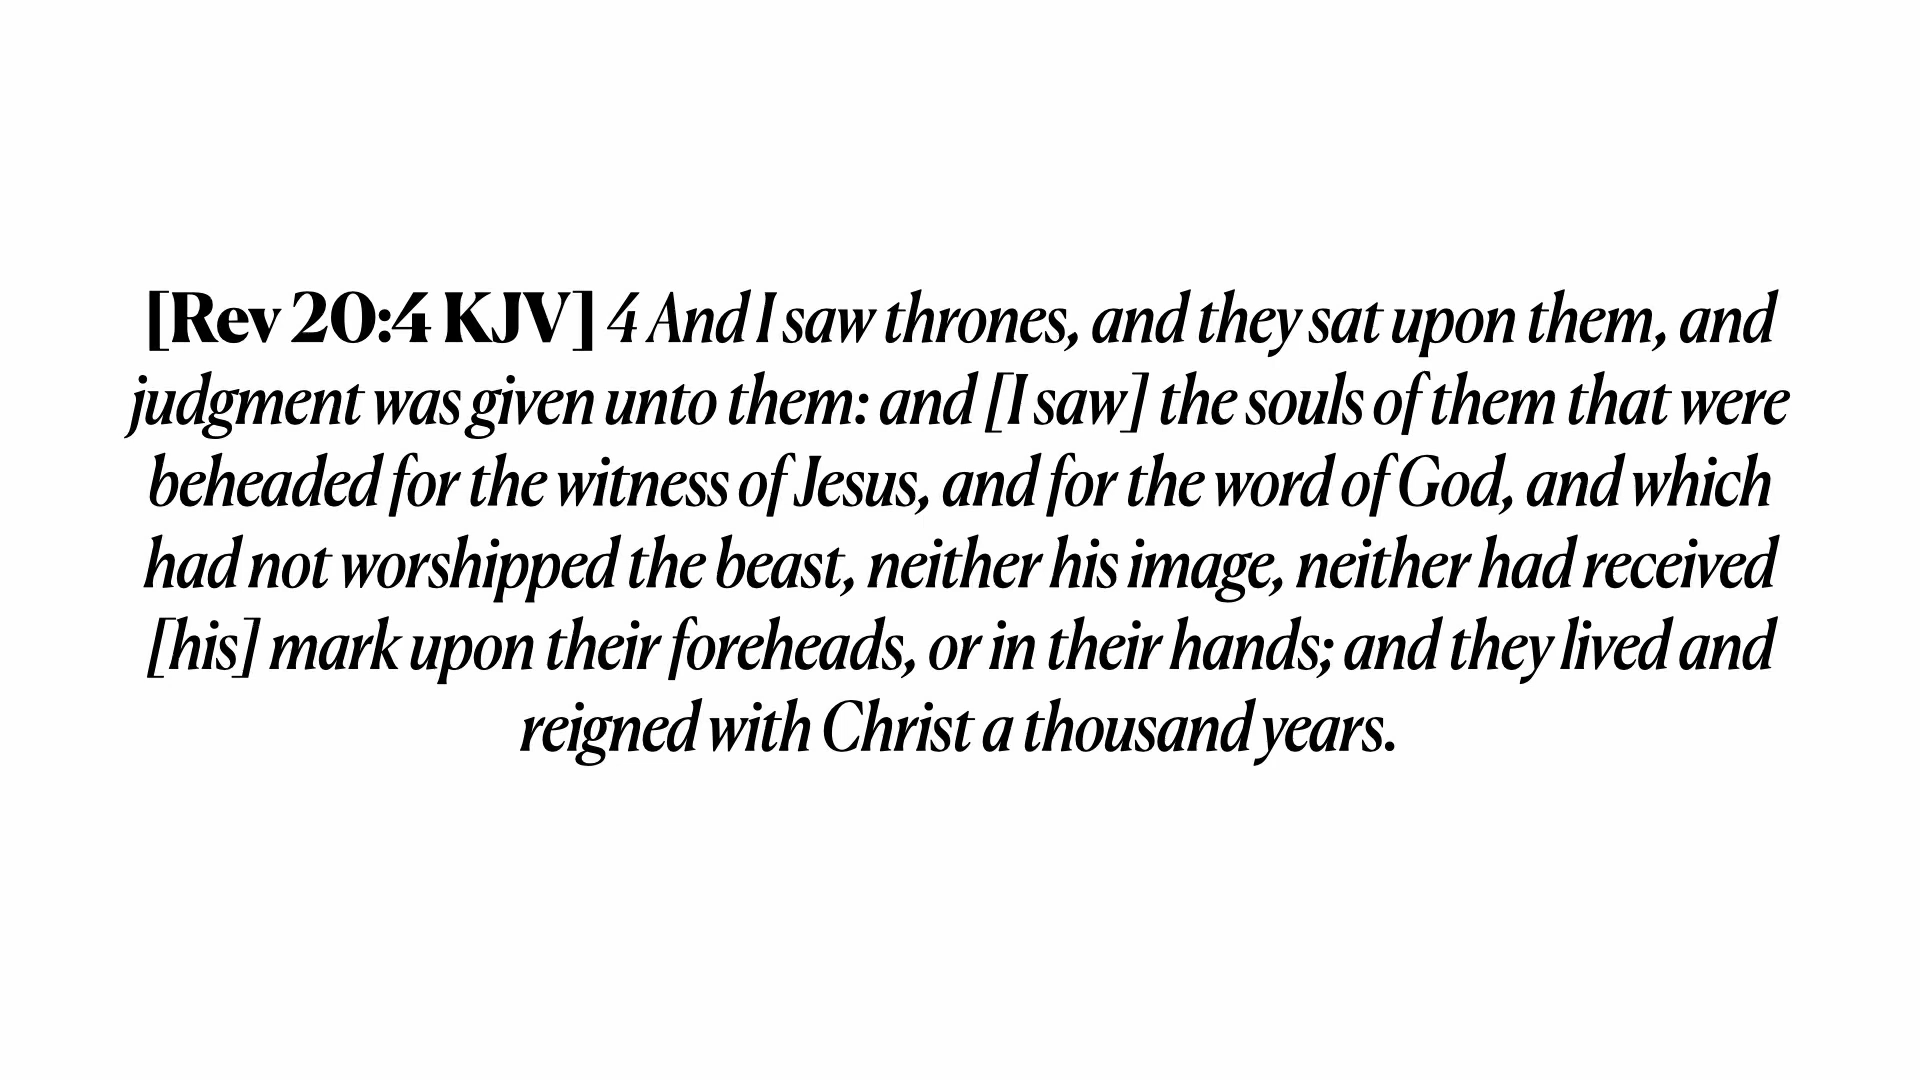 [Rev 20:4 KJV] 4 And I saw thrones, and they sat upon them, and
judgment was given unto them: and [I saw] the souls of them that were
beheaded for the witness of Jesus, and for the word of God, and which
had not worshipped the beast, neither his image, neither had received
[his] mark upon their foreheads, or in their hands; and they lived and
reigned with Christ a thousand years.